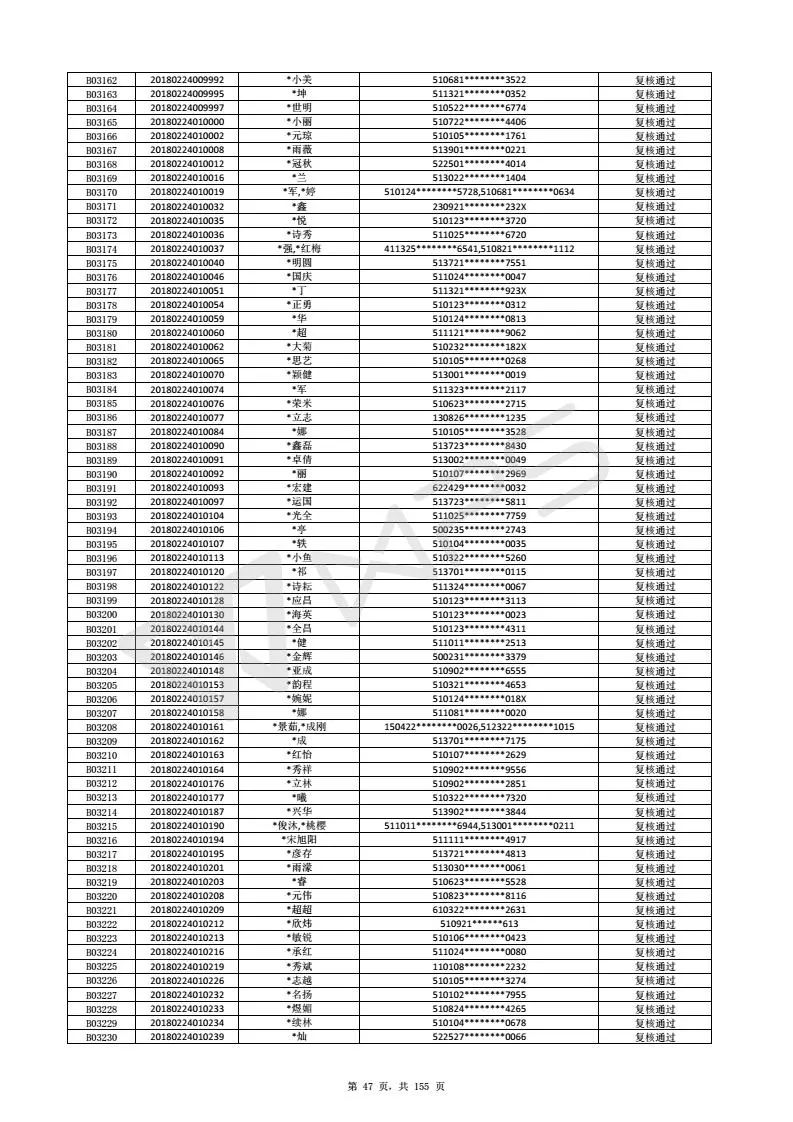 B03162 20180224009992 *小美 510681********3522 复核通过
B03163 20180224009995 *坤 511321********0352 复核通过
B03164 20180224009997 *世明 510522********6774 复核通过
B03165 20180224010000 *小丽 510722********4406 复核通过
B03166 20180224010002 *元琼 510105********1761 复核通过
B03167 20180224010008 *雨薇 513901********0221 复核通过
B03168 20180224010012 *冠秋 522501********4014 复核通过
B03169 20180224010016 *兰 513022********1404 复核通过
B03170 20180224010019 *军,*婷 510124********5728,510681********0634 复核通过
B03171 20180224010032 *鑫 230921********232X 复核通过
B03172 20180224010035 *悦 510123********3720 复核通过
B03173 20180224010036 *诗秀 511025********6720 复核通过
B03174 20180224010037 *强,*红梅 411325********6541,510821********1112 复核通过
B03175 20180224010040 *明圆 513721********7551 复核通过
B03176 20180224010046 *国庆 511024********0047 复核通过
B03177 20180224010051 *丁 511321********923X 复核通过
B03178 20180224010054 *正勇 510123********0312 复核通过
B03179 20180224010059 *华 510124********0813 复核通过
B03180 20180224010060 *超 511121********9062 复核通过
B03181 20180224010062 *大菊 510232********182X 复核通过
B03182 20180224010065 *思艺 510105********0268 复核通过
B03183 20180224010070 *颖健 513001********0019 复核通过
B03184 20180224010074 *军 511323********2117 复核通过
B03185 20180224010076 *荣米 510623********2715 复核通过
B03186 20180224010077 *立志 130826********1235 复核通过
B03187 20180224010084 *娜 510105********3528 复核通过
B03188 20180224010090 *鑫磊 513723********8430 复核通过
B03189 20180224010091 *卓倩 513002********0049 复核通过
B03190 20180224010092 *丽 510107********2969 复核通过
B03191 20180224010093 *宏建 622429********0032 复核通过
B03192 20180224010097 *运国 513723********5811 复核通过
B03193 20180224010104 *光全 511025********7759 复核通过
B03194 20180224010106 *亭 500235********2743 复核通过
B03195 20180224010107 *轶 510104********0035 复核通过
B03196 20180224010113 *小鱼 510322********5260 复核通过
B03197 20180224010120 *祁 513701********0115 复核通过
B03198 20180224010122 *诗耘 511324********0067 复核通过
B03199 20180224010128 *应昌 510123********3113 复核通过
B03200 20180224010130 *海英 510123********0023 复核通过
B03201 20180224010144 *全昌 510123********4311 复核通过
B03202 20180224010145 *健 511011********2513 复核通过
B03203 20180224010146 *金辉 500231********3379 复核通过
B03204 20180224010148 *亚成 510902********6555 复核通过
B03205 20180224010153 *韵程 510321********4653 复核通过
B03206 20180224010157 *婉妮 510124********018X 复核通过
B03207 20180224010158 *娜 511081********0020 复核通过
B03208 20180224010161 *景茹,*成刚 150422********0026,512322********1015 复核通过
B03209 20180224010162 *成 513701********7175 复核通过
B03210 20180224010163 *红怡 510107********2629 复核通过
B03211 20180224010164 *秀祥 510902********9556 复核通过
B03212 20180224010176 *立林 510902********2851 复核通过
B03213 20180224010177 *曦 510322********7320 复核通过
B03214 20180224010187 *兴华 513902********3844 复核通过
B03215 20180224010190 *俊沐,*桃樱 511011********6944,513001********0211 复核通过
B03216 20180224010194 *宋旭阳 511111********4917 复核通过
B03217 20180224010195 *彦存 513721********4813 复核通过
B03218 20180224010201 *雨濛 513030********0061 复核通过
B03219 20180224010203 *睿 510623********5528 复核通过
B03220 20180224010208 *元伟 510823********8116 复核通过
B03221 20180224010209 *超超 610322********2631 复核通过
B03222 20180224010212 *欣炜 510921******613 复核通过
B03223 20180224010213 *敏锐 510106********0423 复核通过
B03224 20180224010216 *承红 511024********0080 复核通过
B03225 20180224010219 *秀斌 110108********2232 复核通过
B03226 20180224010226 *志越 510105********3274 复核通过
B03227 20180224010232 *名扬 510102********7955 复核通过
B03228 20180224010233 *煜媚 510824********4265 复核通过
B03229 20180224010234 *续林 510104********0678 复核通过
B03230 20180224010239 *灿 522527********0066 复核通过
WPS
第 47 页，共 155 页